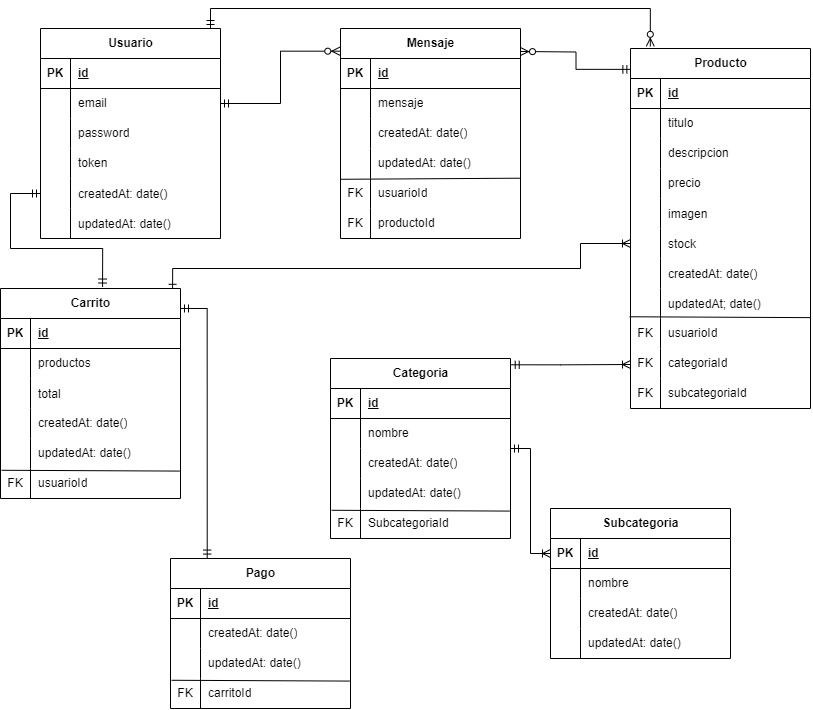 Usuario
PK id
email
password
token
createdAt: date()
updatedAt: date()
Mensaje
PK id
mensaje
createdAt: date()
updatedAt: date()
FK usuarioId
FK productoId
Producto
PK id
titulo
descripcion
precio
imagen
stock
createdAt: date()
updatedAt; date()
FK usuarioId
FK categoriaId
FK subcategoriaId
Carrito
PK id
productos
total
createdAt: date()
updatedAt: date()
FK usuarioId
Categoria
PK id
nombre
createdAt: date()
updatedAt: date()
FK SubcategoriaId
Subcategoria
PK id
nombre
createdAt: date()
updatedAt: date()
Pago
PK id
createdAt: date()
updatedAt: date()
FK carritoId